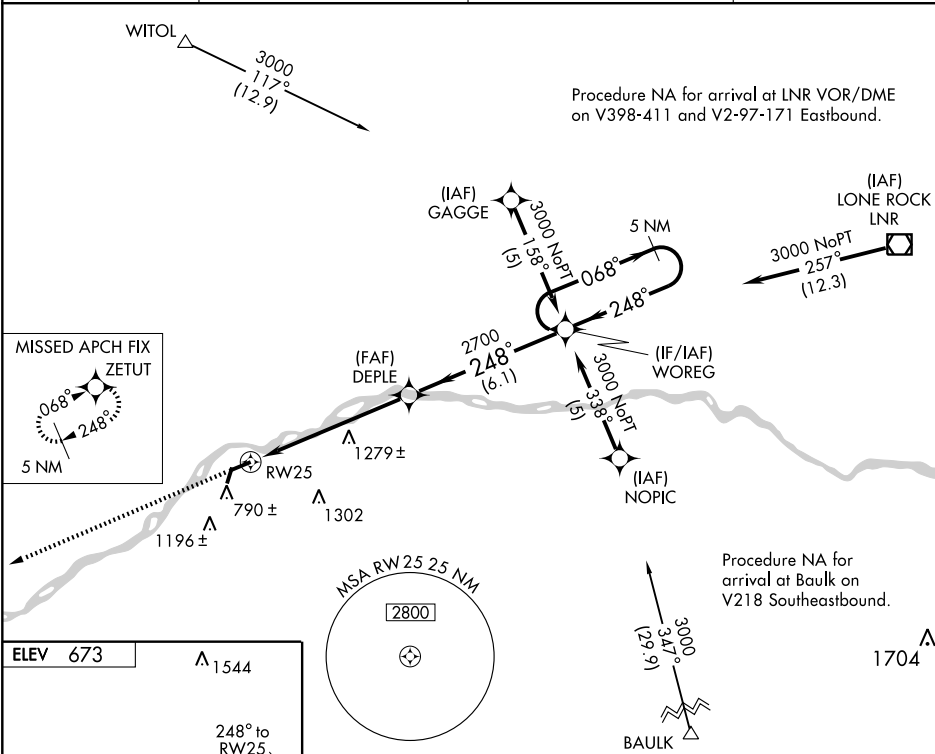 WITOL
3000
117°
(12.9)
Procedure NA for arrival at LNR VOR/DME
on V398-411 and V2-97-171 Eastbound.
(IAF)
GAGGE
3000 NoPT
158°
(5)
5 NM
068°
248°
(IAF)
LONE ROCK
LNR
3000 NoPT
257°
(12.3)
MISSED APCH FIX
ZETUT
068°
248°
5 NM
(FAF)
DEPLE
2700
248°
(6.1)
(IF/IAF)
WOREG
3000 NoPT
338°
(5)
(IAF)
NOPIC
RW25
1279 ±
790 ±
1302
1196 ±
MSA RW25 25 NM
2800
Procedure NA for
arrival at Baulk on
V218 Southeastbound.
3000
347°
(29.9)
BAULK
1704
ELEV 673
1544
248° to
RW25